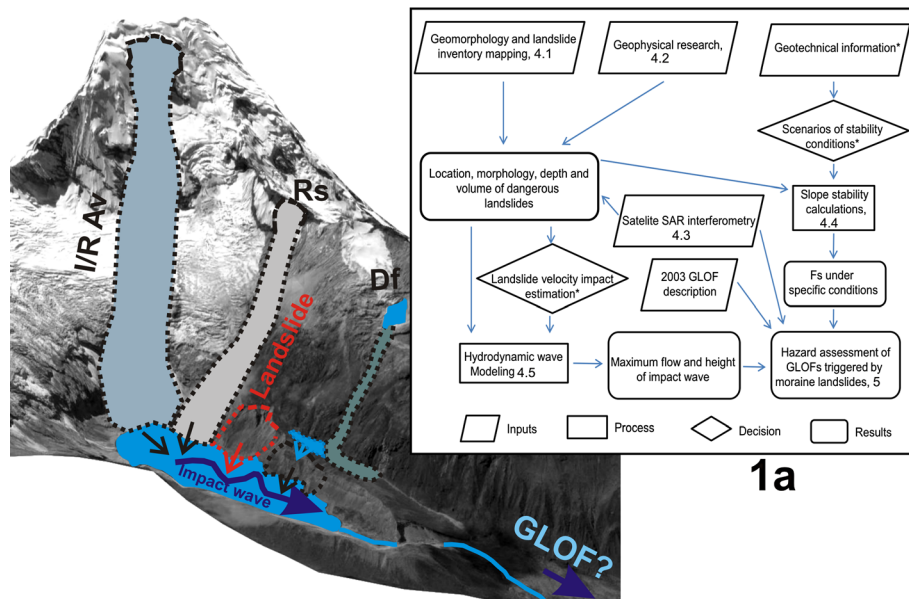 I/R Av
Rs
Df
Landslide
Impact wave
GLOF?
Geomorphology and landslide
inventory mapping, 4.1
Geophysical research,
4.2
Geotechnical information*
Scenarios of stability
conditions*
Location, morphology, depth and
volume of dangerous
landslides
Satelite SAR interferometry
4.3
Slope stability
calculations,
4.4
Landslide velocity impact
estimation*
2003 GLOF
description
Fs under
specific conditions
Hydrodynamic wave
Modeling 4.5
Maximum flow and height
of impact wave
Hazard assessment of
GLOFs triggered by
moraine landslides, 5
Inputs
Process
Decision
Results
1a